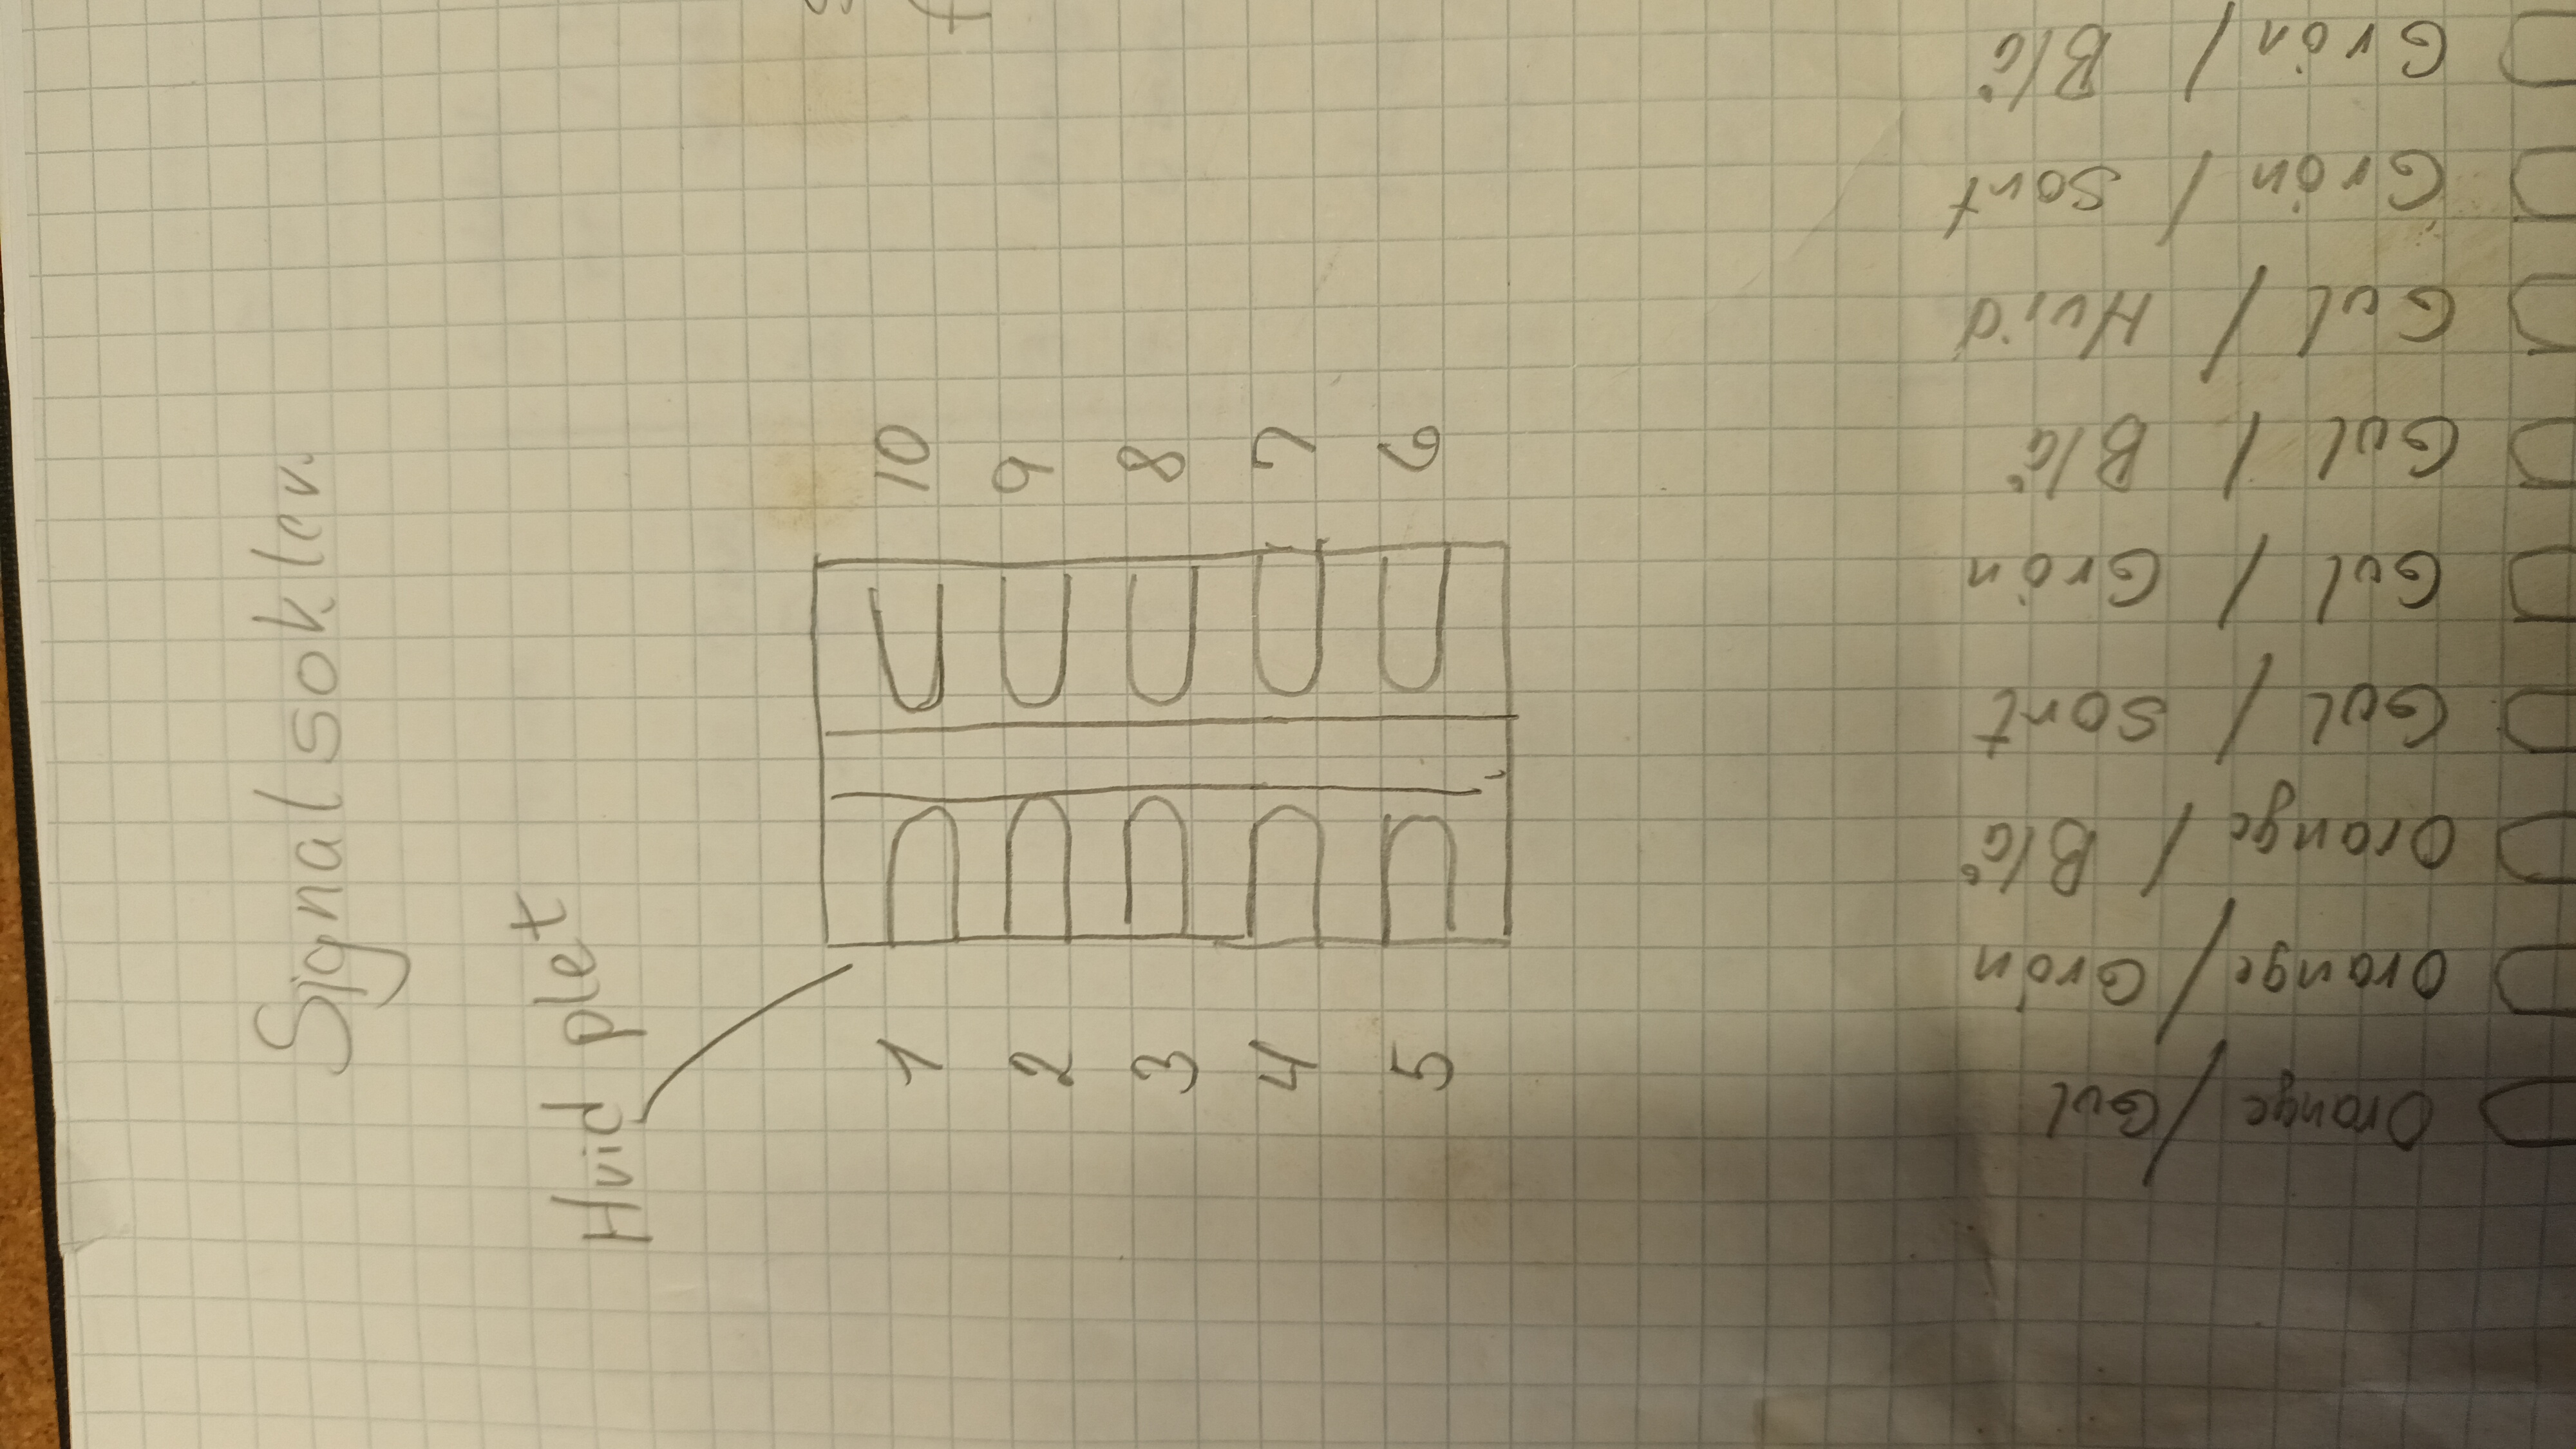 Signal soklav.
Hvid plet
1
2
3
4
5
10
9
8
7
6
Orange / Gul
Orange / Grön
Orange / Blå
Gul / sort
Gul / Grön
Gul / Blå
Gul / Hvid
Grön / sort
Grön / Blå